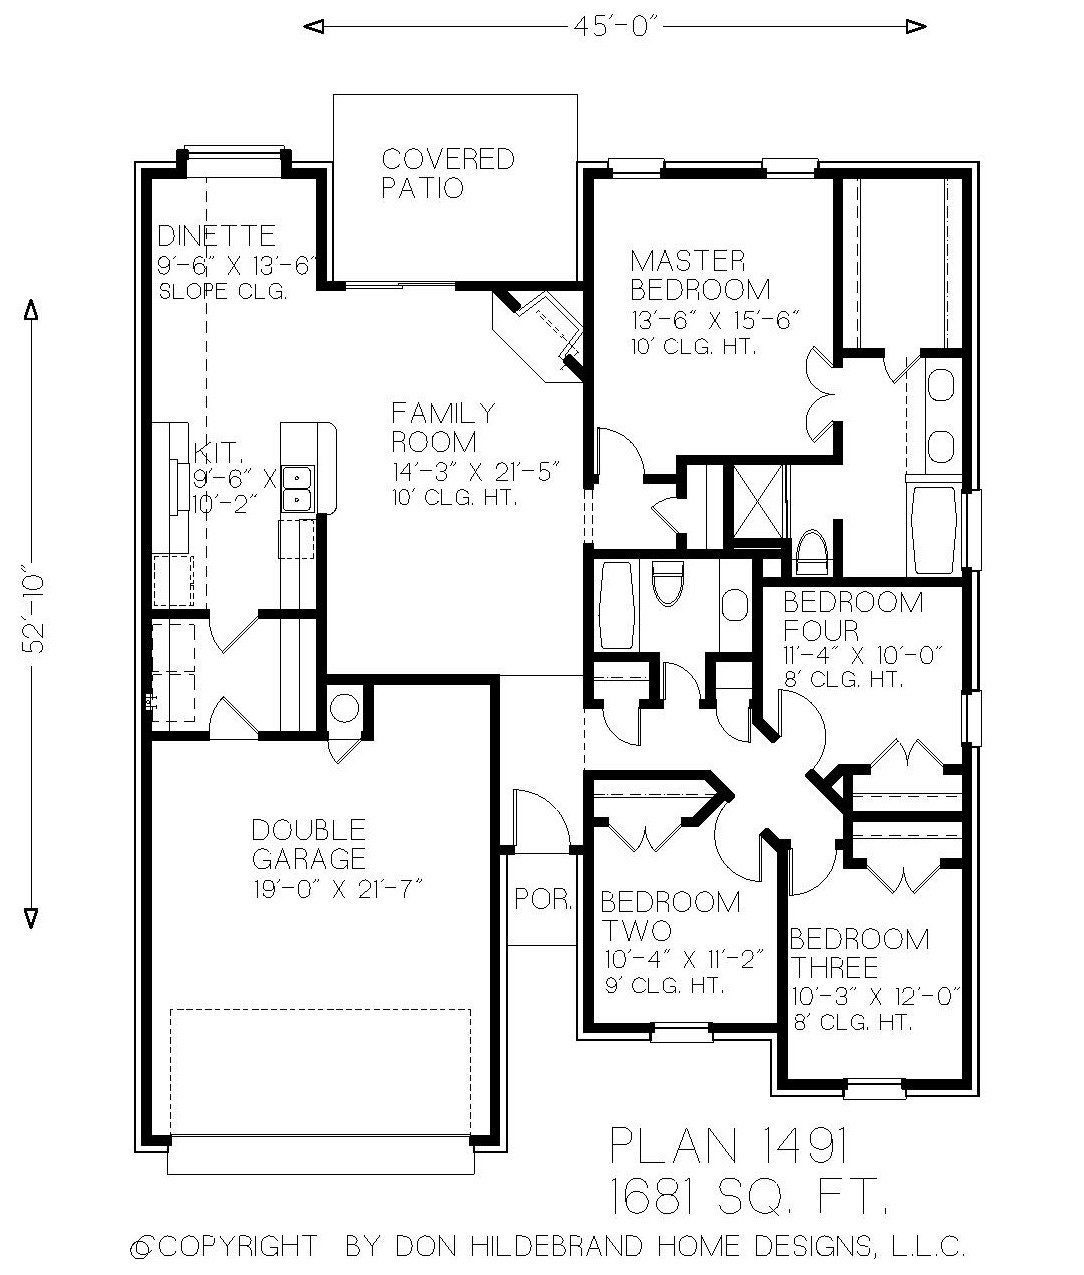 45'-0"
COVERED
PATIO
DINETTE
9'-6" X 13'-6"
SLOPE CLG.
MASTER
BEDROOM
13'-6" X 15'-6"
10' CLG. HT.
FAMILY
ROOM
14'-3" X 21'-5"
10' CLG. HT.
KIT.
9'-6" X
10'-2"
52'-10"
BEDROOM
FOUR
11'-4" X 10'-0"
8' CLG. HT.
DOUBLE
GARAGE
19'-0" X 21'-7"
POR.
BEDROOM
TWO
10'-4" X 11'-2"
9' CLG. HT.
BEDROOM
THREE
10'-3" X 12'-0"
8' CLG. HT.
PLAN 1491
1681 SQ. FT.
©COPYRIGHT BY DON HILDEBRAND HOME DESIGNS, L.L.C.